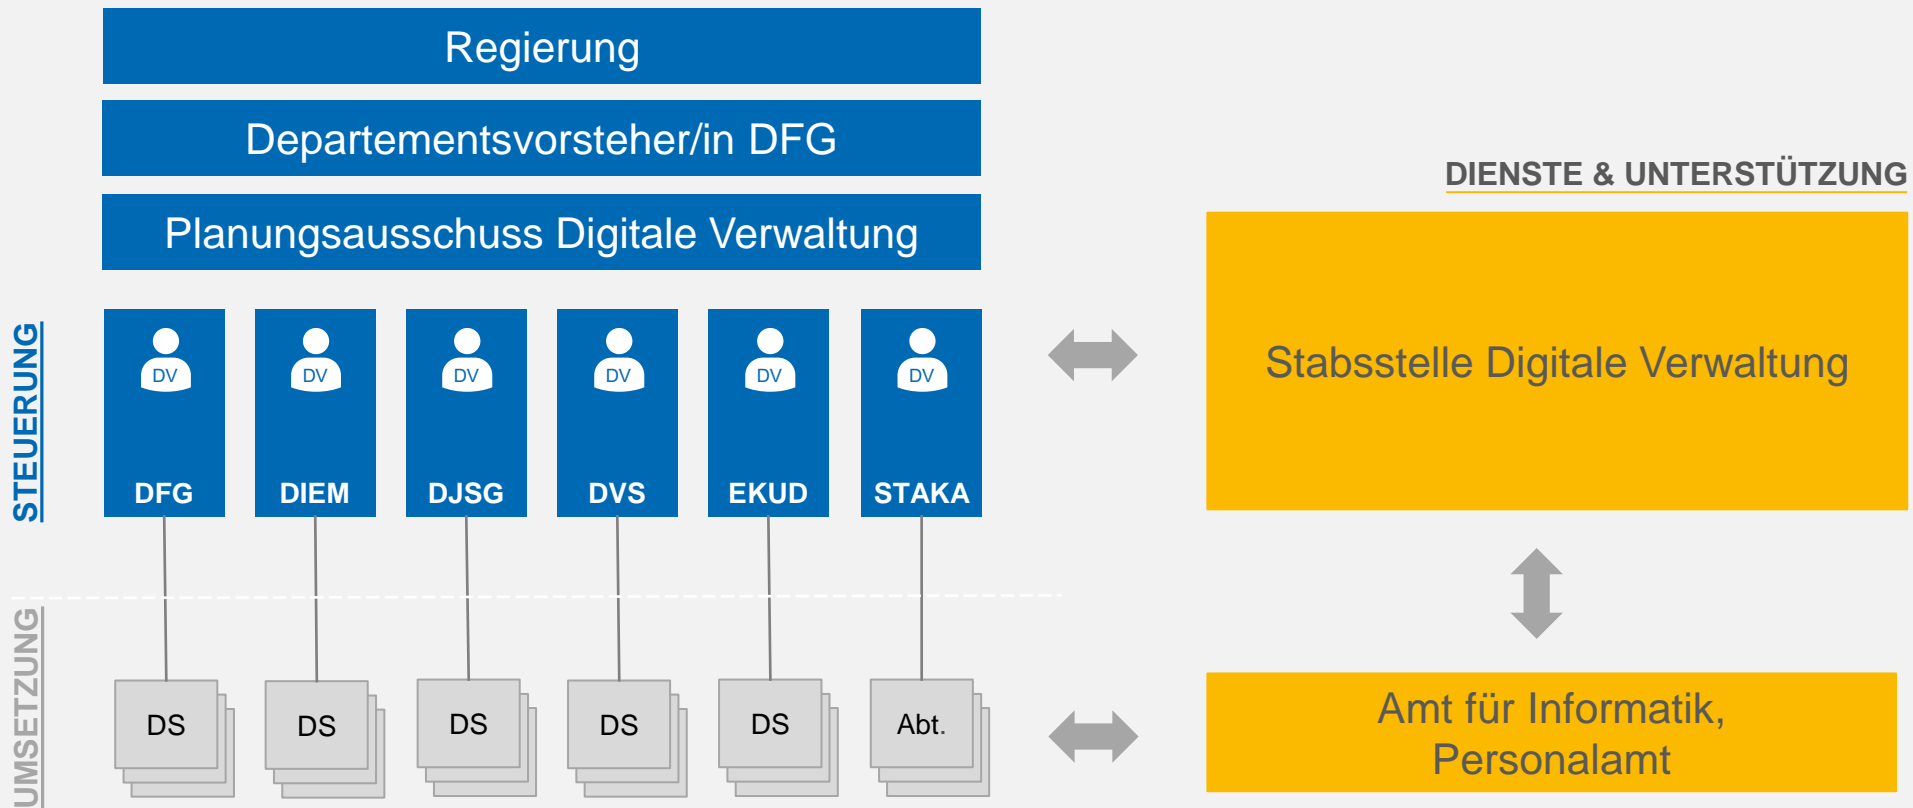 Regierung
Departementsvorsteher/in DFG
Planungsausschuss Digitale Verwaltung
STEUERUNG
DV
DV
DV
DV
DV
DV
DFG
DIEM
DJSG
DVS
EKUD
STAKA
UMSETZUNG
DS
DS
DS
DS
DS
Abt.
DIENSTE & UNTERSTÜTZUNG
Stabsstelle Digitale Verwaltung
Amt für Informatik,
Personalamt